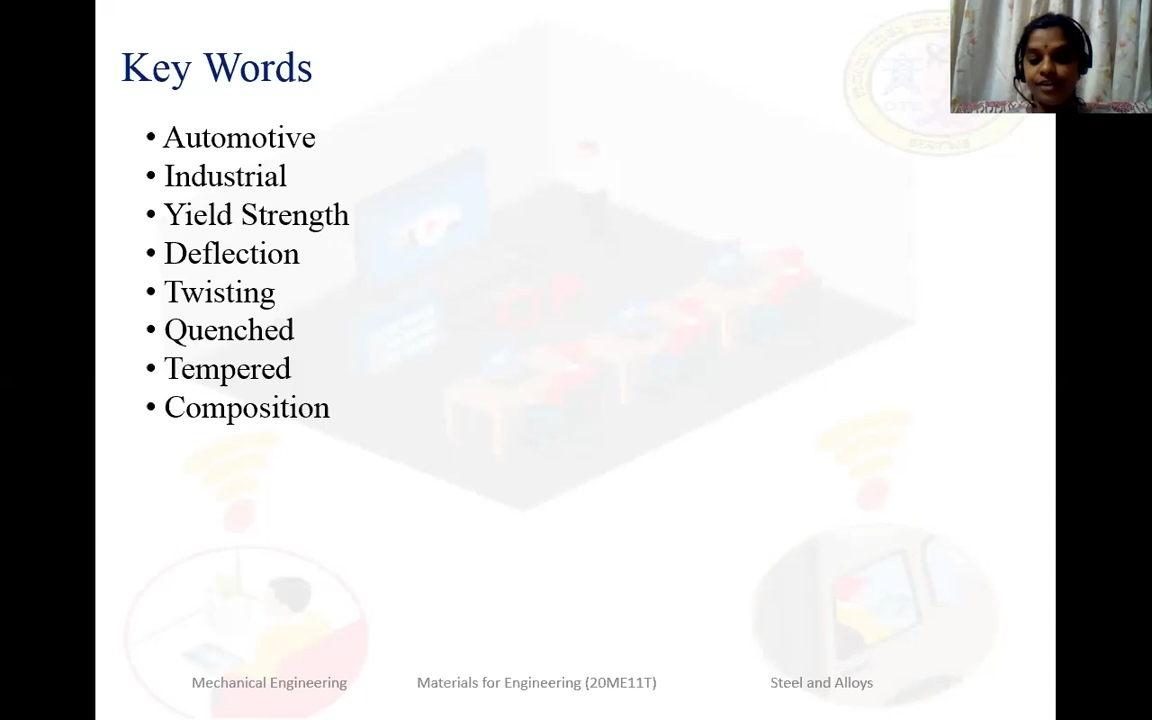 Key Words
• Automotive
• Industrial
• Yield Strength
• Deflection
• Twisting
• Quenched
• Tempered
• Composition
Mechanical Engineering Materials for Engineering (20ME11T) Steel and Alloys